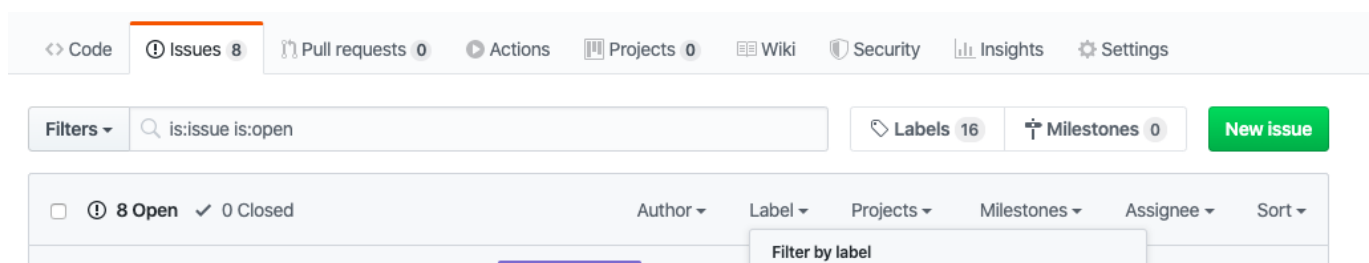 Code Issues 8 Pull requests 0 Actions Projects 0 Wiki Security Insights Settings
Filters is:issue is:open Labels 16 Milestones 0 New issue
8 Open 0 Closed Author Label Projects Milestones Assignee Sort
Filter by label